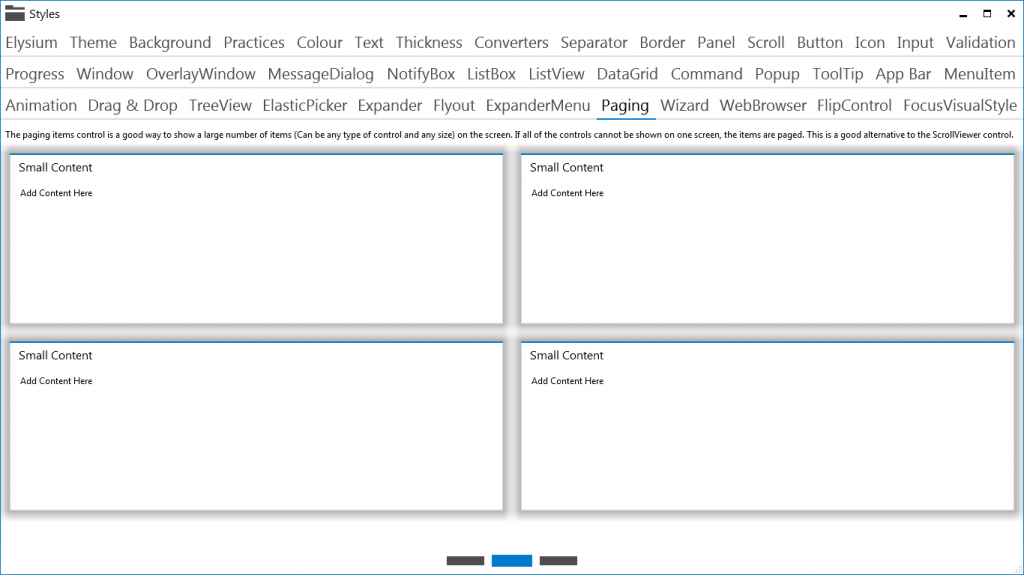 Styles
Elysium Theme Background Practices Colour Text Thickness Converters Separator Border Panel Scroll Button Icon Input Validation
Progress Window OverlayWindow MessageDialog NotifyBox ListBox ListView DataGrid Command Popup ToolTip App Bar MenuItem
Animation Drag & Drop TreeView ElasticPicker Expander Flyout ExpanderMenu Paging Wizard WebBrowser FlipControl FocusVisualStyle
The paging items control is a good way to show a large number of items (Can be any type of control and any size) on the screen. If all of the controls cannot be shown on one screen, the items are paged. This is a good alternative to the ScrollViewer control.
Small Content
Add Content Here
Small Content
Add Content Here
Small Content
Add Content Here
Small Content
Add Content Here